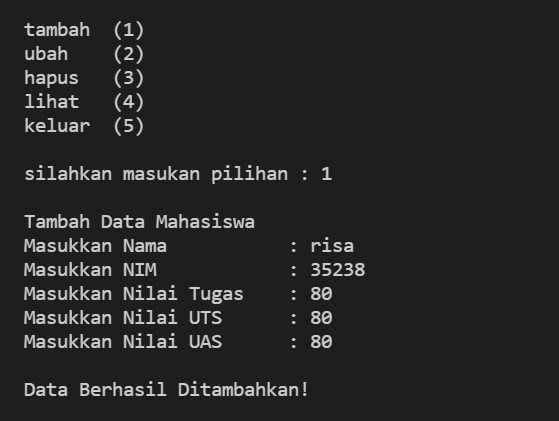 tambah  (1)
ubah    (2)
hapus   (3)
lihat   (4)
keluar  (5)
silahkan masukan pilihan : 1
Tambah Data Mahasiswa
Masukkan Nama           : risa
Masukkan NIM            : 35238
Masukkan Nilai Tugas    : 80
Masukkan Nilai UTS      : 80
Masukkan Nilai UAS      : 80
Data Berhasil Ditambahkan!